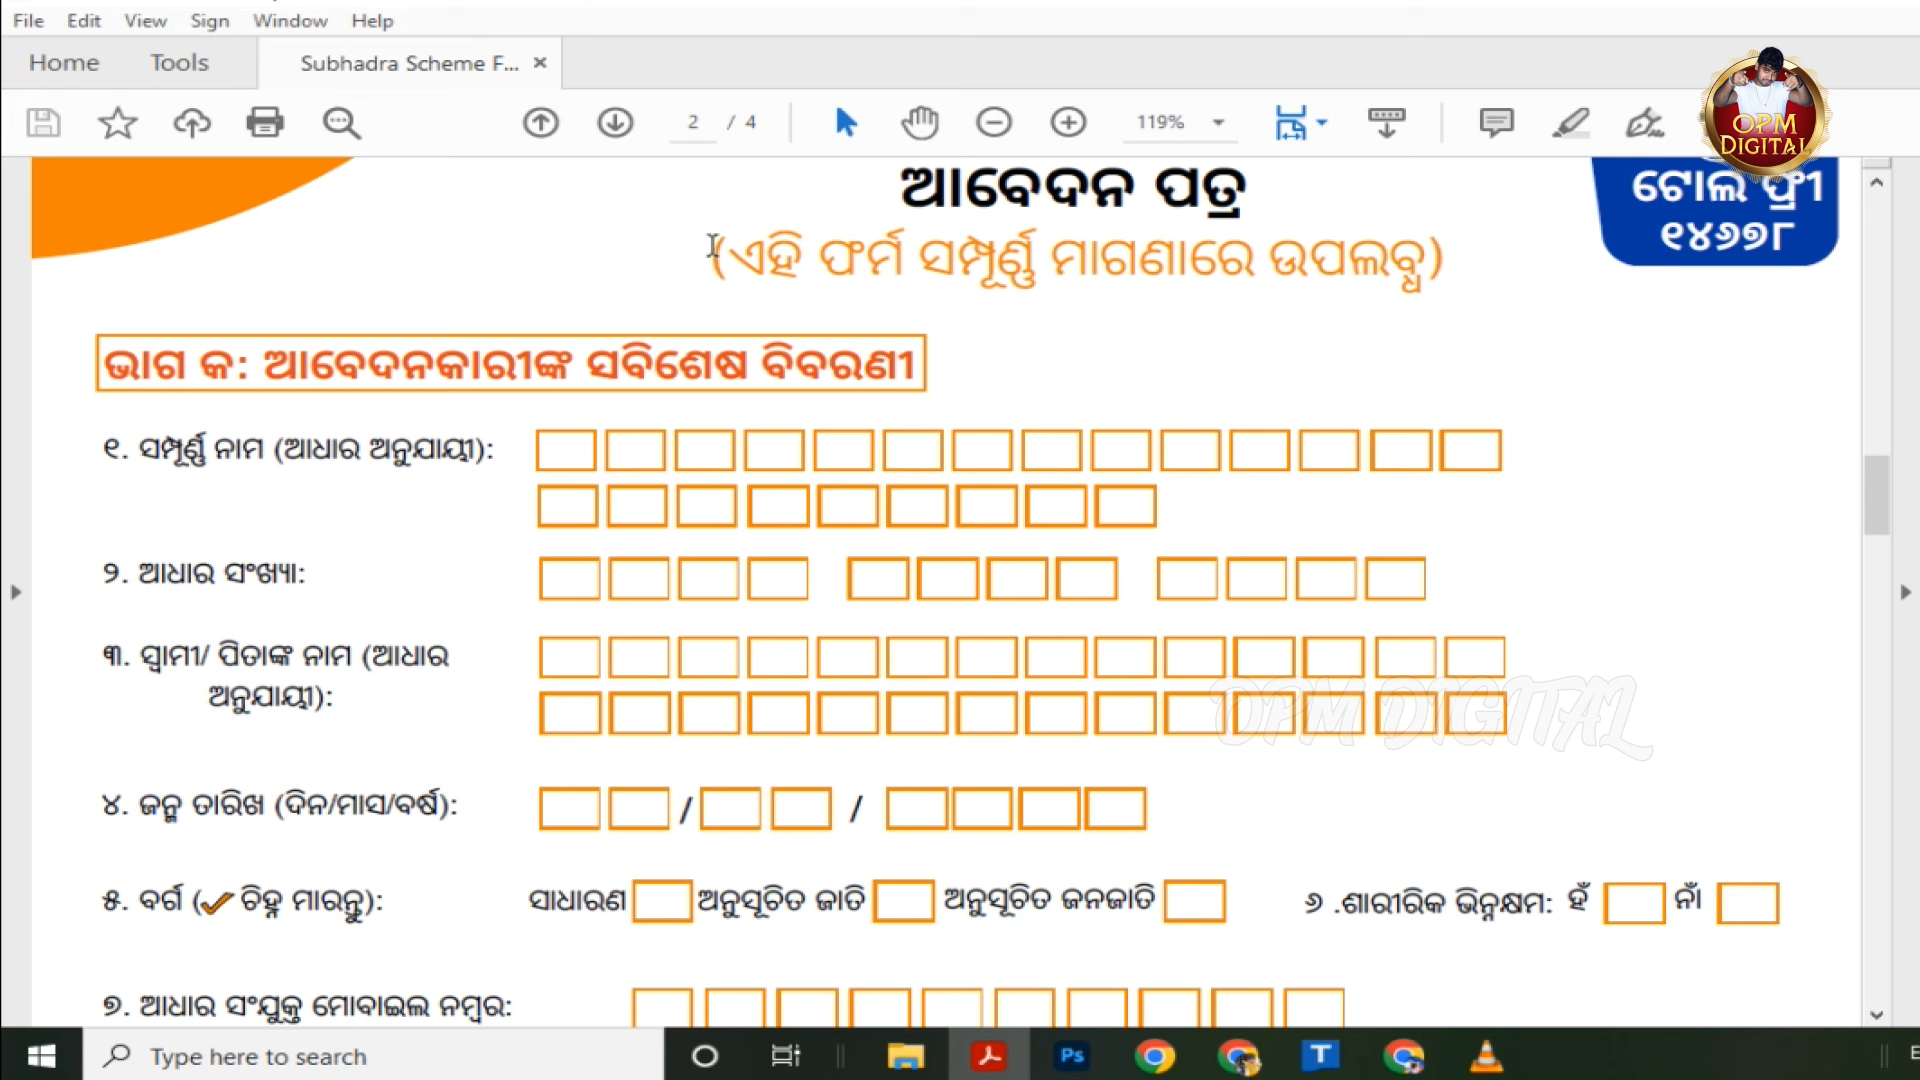 File Edit View Sign Window Help
Home Tools Subhadra Scheme F... ×
2 / 4 119%
OPM
DIGITAL
ଆବେଦନ ପତ୍ର
(ଏହି ଫର୍ମ ସମ୍ପୂର୍ଣ୍ଣ ମାଗଣାରେ ଉପଲବ୍ଧ)
ଟୋଲ ଫ୍ରୀ
୧୪୬୭୮
ଭାଗ କ: ଆବେଦନକାରୀଙ୍କ ସବିଶେଷ ବିବରଣୀ
୧. ସମ୍ପୂର୍ଣ୍ଣ ନାମ (ଆଧାର ଅନୁଯାୟୀ):
୨. ଆଧାର ସଂଖ୍ୟା:
୩. ସ୍ୱାମୀ/ ପିତାଙ୍କ ନାମ (ଆଧାର
ଅନୁଯାୟୀ):
OPM DIGITAL
୪. ଜନ୍ମ ତାରିଖ (ଦିନ/ମାସ/ବର୍ଷ): / /
୫. ବର୍ଗ (✓ ଚିହ୍ନ ମାରନ୍ତୁ): ସାଧାରଣ ଅନୁସୂଚିତ ଜାତି ଅନୁସୂଚିତ ଜନଜାତି ୬ .ଶାରୀରିକ ଭିନ୍ନକ୍ଷମ: ହଁ ନାଁ
୭. ଆଧାର ସଂଯୁକ୍ତ ମୋବାଇଲ ନମ୍ବର:
Type here to search
Ps
T